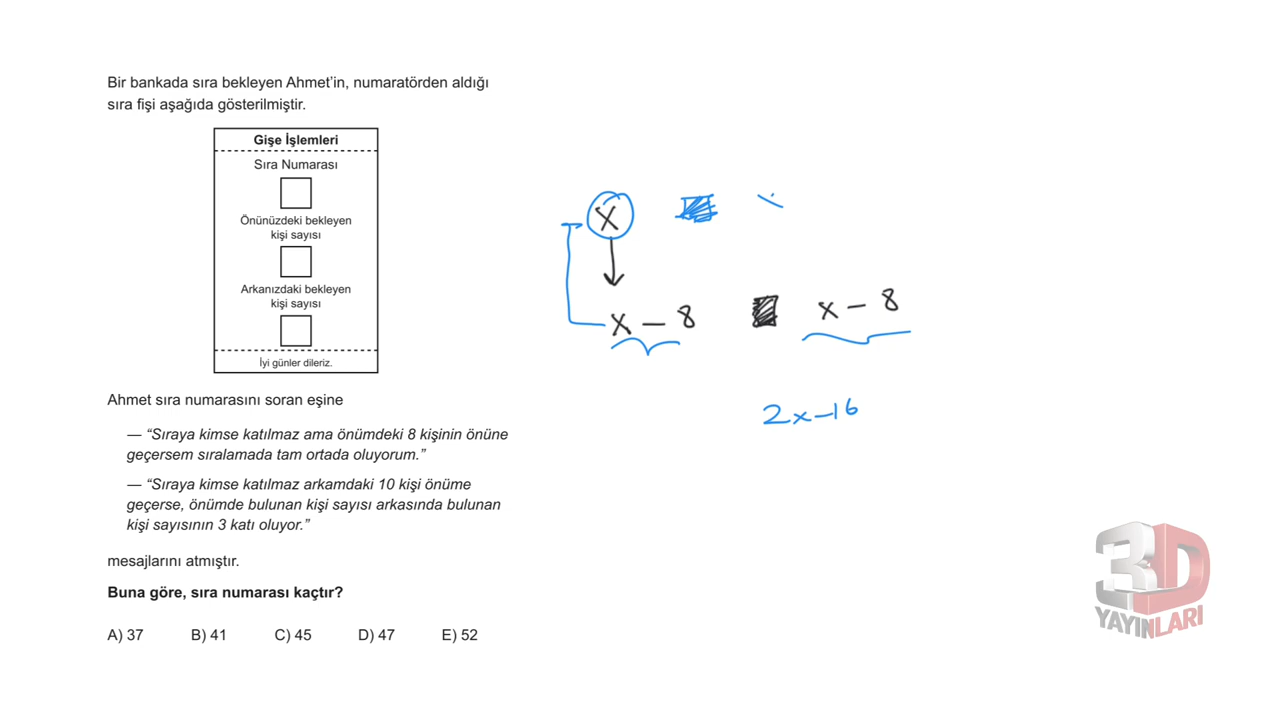 Bir bankada sıra bekleyen Ahmet'in, numaratörden aldığı
sıra fişi aşağıda gösterilmiştir.
Gişe İşlemleri
Sıra Numarası
Önünüzdeki bekleyen
kişi sayısı
Arkanızdaki bekleyen
kişi sayısı
İyi günler dileriz.
Ahmet sıra numarasını soran eşine
— “Sıraya kimse katılmaz ama önümdeki 8 kişinin önüne
geçersem sıralamada tam ortada oluyorum.”
— “Sıraya kimse katılmaz arkamdaki 10 kişi önüme
geçerse, önümde bulunan kişi sayısı arkasında bulunan
kişi sayısının 3 katı oluyor.”
mesajlarını atmıştır.
Buna göre, sıra numarası kaçtır?
A) 37 B) 41 C) 45 D) 47 E) 52
x
x – 8 x – 8
2x–16
3D
YAYINLARI